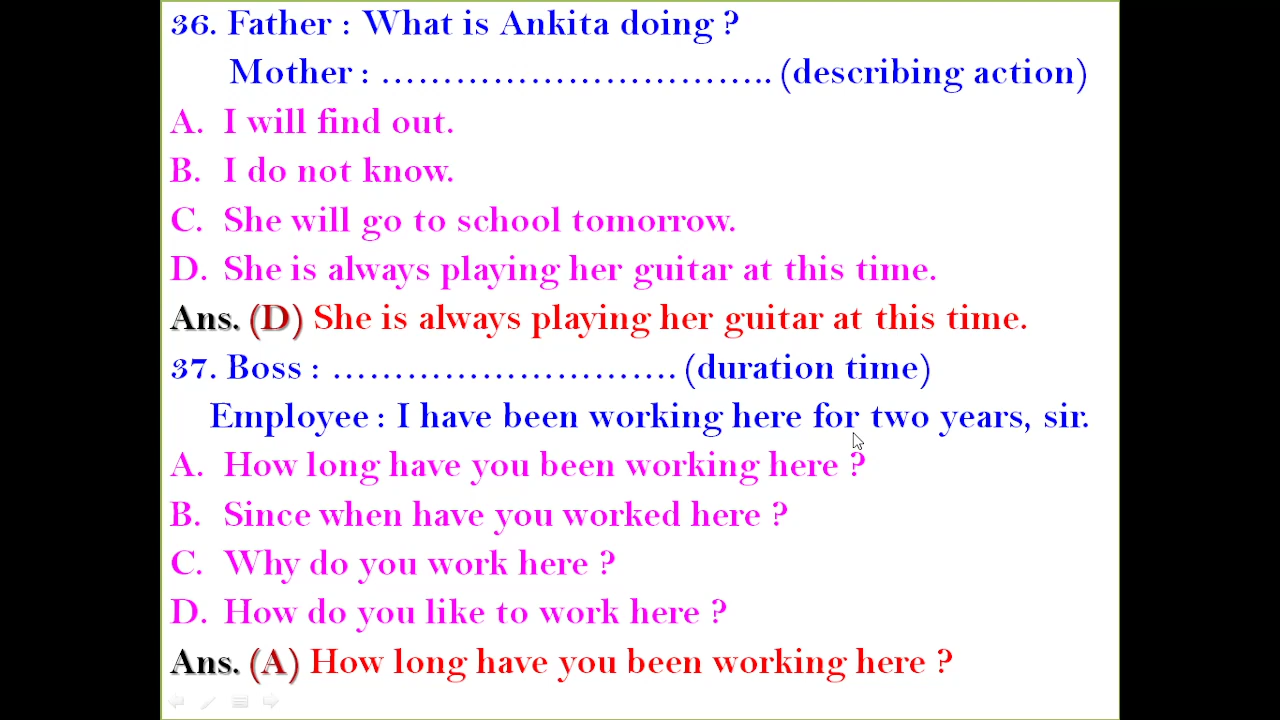 36. Father : What is Ankita doing ?
Mother : …………………………….. (describing action)
A. I will find out.
B. I do not know.
C. She will go to school tomorrow.
D. She is always playing her guitar at this time.
Ans. (D) She is always playing her guitar at this time.
37. Boss : ………………………. (duration time)
Employee : I have been working here for two years, sir.
A. How long have you been working here ?
B. Since when have you worked here ?
C. Why do you work here ?
D. How do you like to work here ?
Ans. (A) How long have you been working here ?